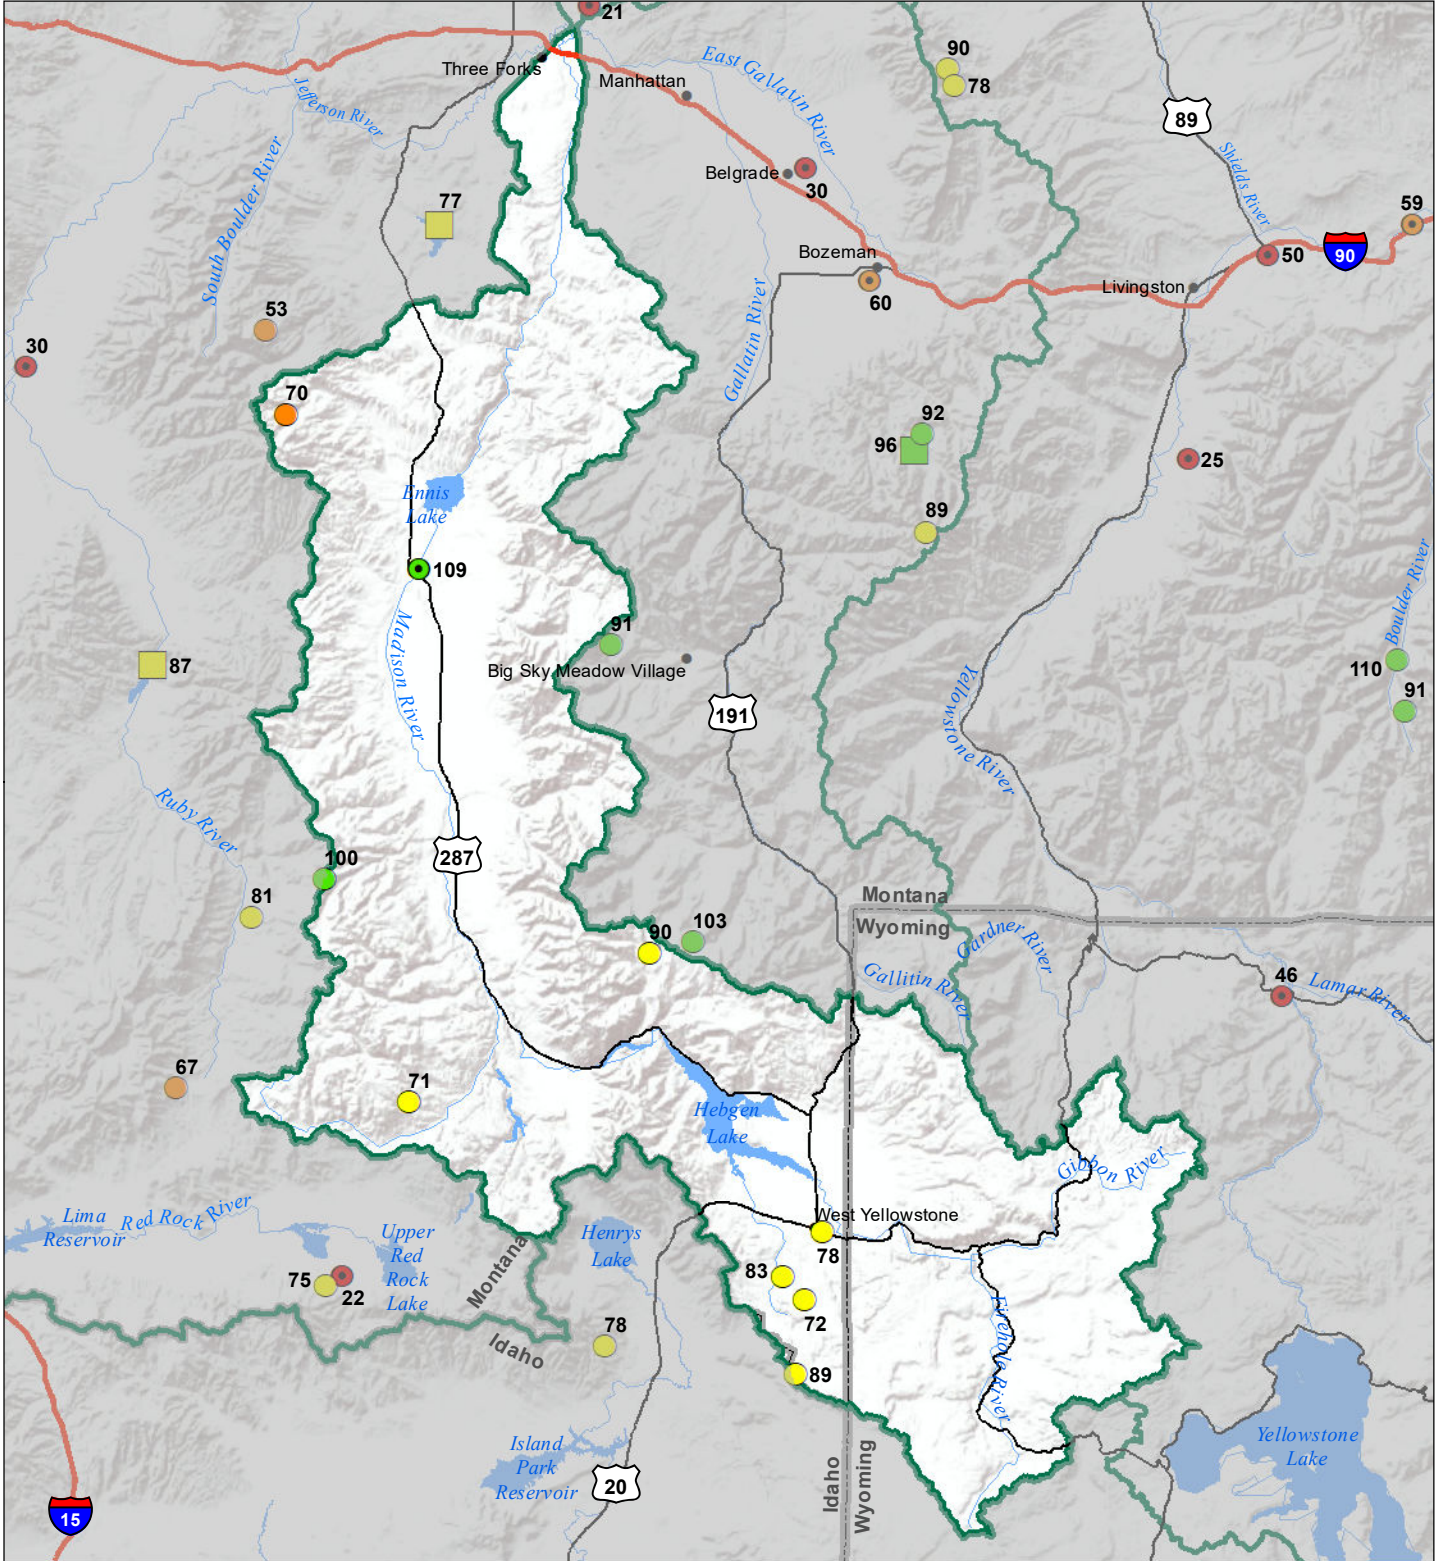 21
Three Forks
Manhattan
East Gallatin River
90
78
Jefferson River
89
South Boulder River
Belgrade
30
Shields River
77
59
Bozeman
50
90
60
Livingston
Gallatin River
53
30
70
92
96
25
Ennis
Lake
89
109
Boulder River
Madison River
91
87
Big Sky Meadow Village
110
91
191
Yellowstone River
Ruby River
287
100
81
Montana
Wyoming
90
103
Gardner River
Gallitin River
46
Lamar River
67
71
Hebgen
Lake
Gibbon River
Lima
Reservoir
Red Rock River
Upper
Red
Rock
Lake
Henrys
Lake
West Yellowstone
78
Montana
83
75
22
72
Firehole River
78
Idaho
89
Island
Park
Reservoir
20
Idaho
Wyoming
Yellowstone
Lake
15